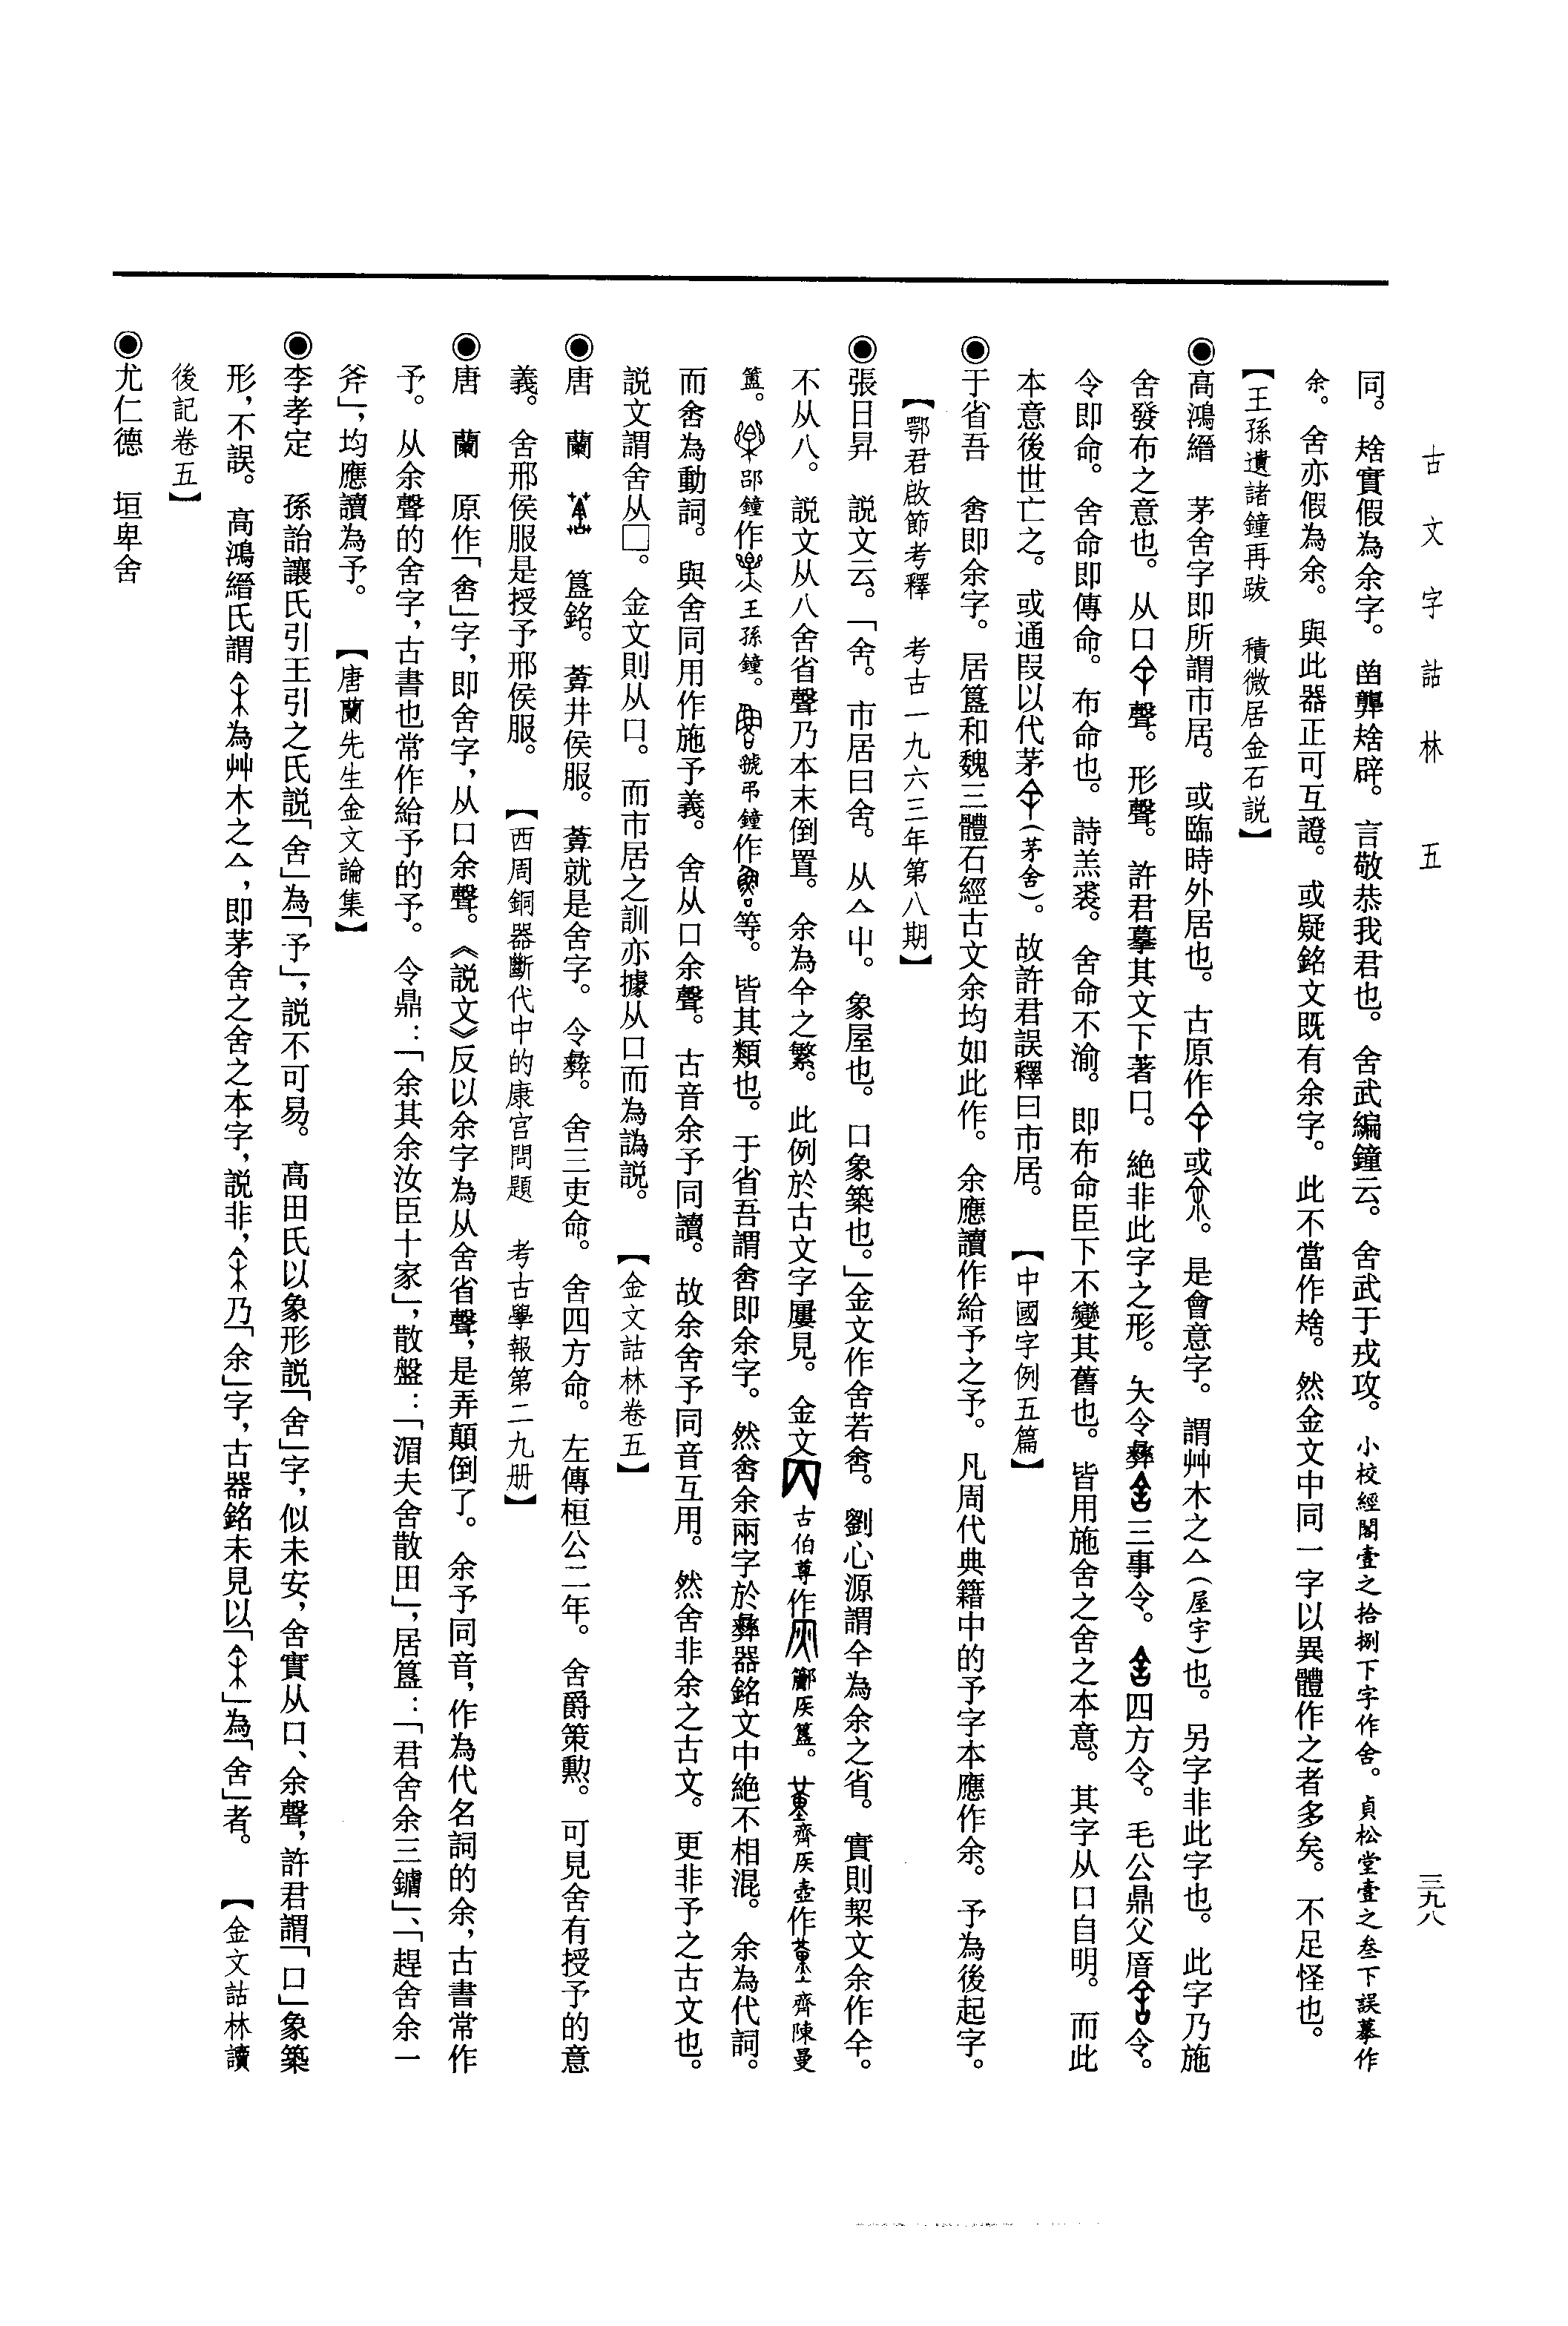 古文字詁林　五
三九八
同。捨實假為余字。䜭龏捨辟。言敬恭我君也。舍武編鐘云。舍武于戎攻。小校經閣壹之拾捌下字作舍。貞松堂壹之叁下誤摹作
余。舍亦假為余。與此器正可互證。或疑銘文既有余字。此不當作捨。然金文中同一字以異體作之者多矣。不足怪也。
【王孫遺諸鐘再跋　積微居金石説】
◉高鴻縉　茅舍字即所謂市居。或臨時外居也。古原作或。是會意字。謂艸木之亼（屋宇）也。另字非此字也。此字乃施
舍發布之意也。从口聲。形聲。許君摹其文下著口。絕非此字之形。夨令彝三事令。四方令。毛公鼎父㕑令。
令即命。舍命即傳命。布命也。詩羔裘。舍命不渝。即布命臣下不變其舊也。皆用施舍之舍之本意。其字从口自明。而此
本意後世亡之。或通叚以代茅（茅舍）。故許君誤釋曰市居。【中國字例五篇】
◉于省吾　舍即余字。居簋和魏三體石經古文余均如此作。余應讀作給予之予。凡周代典籍中的予字本應作余。予為後起字。
【鄂君啟節考釋　考古一九六三年第八期】
◉張日昇　説文云。「舍。市居曰舍。从亼屮。象屋也。口象築也。」金文作舍若舍。劉心源謂㒰為余之省。實則栔文余作㒰。
不从八。説文从八舍省聲乃本末倒置。余為㒰之繁。此例於古文字屢見。金文古伯尊作鄘矦簋。齊矦壺作齊陳曼
簠。郘鐘作王孫鐘。虢弔鐘作等。皆其類也。于省吾謂舍即余字。然舍余兩字於彝器銘文中絕不相混。余為代詞。
而舍為動詞。與舍同用作施予義。舍从口余聲。古音余予同讀。故余舍予同音互用。然舍非余之古文。更非予之古文也。
説文謂舍从囗。金文則从口。而市居之訓亦據从口而為譌説。【金文詁林卷五】
◉唐　蘭　簋銘。葊井侯服。葊就是舍字。令彝。舍三吏命。舍四方命。左傳桓公二年。舍爵策勲。可見舍有授予的意
義。舍邢侯服是授予邢侯服。【西周銅器斷代中的康宮問題　考古學報第二九册】
◉唐　蘭　原作「舍」字，即舍字，从口余聲。《説文》反以余字為从舍省聲，是弄顛倒了。余予同音，作為代名詞的余，古書常作
予。从余聲的舍字，古書也常作給予的予。令鼎：「余其余汝臣十家」，散盤：「湄夫舍散田」，居簋：「君舍余三鏞」、「趕舍余一
斧」，均應讀為予。【唐蘭先生金文論集】
◉李孝定　孫詒讓氏引王引之氏説「舍」為「予」，説不可易。高田氏以象形説「舍」字，似未安，舍實从口、余聲，許君謂「口」象築
形，不誤。高鴻縉氏謂為艸木之亼，即茅舍之舍之本字，説非，乃「余」字，古器銘未見以「」為「舍」者。【金文詁林讀
後記卷五】
◉尤仁德　垣卑舍